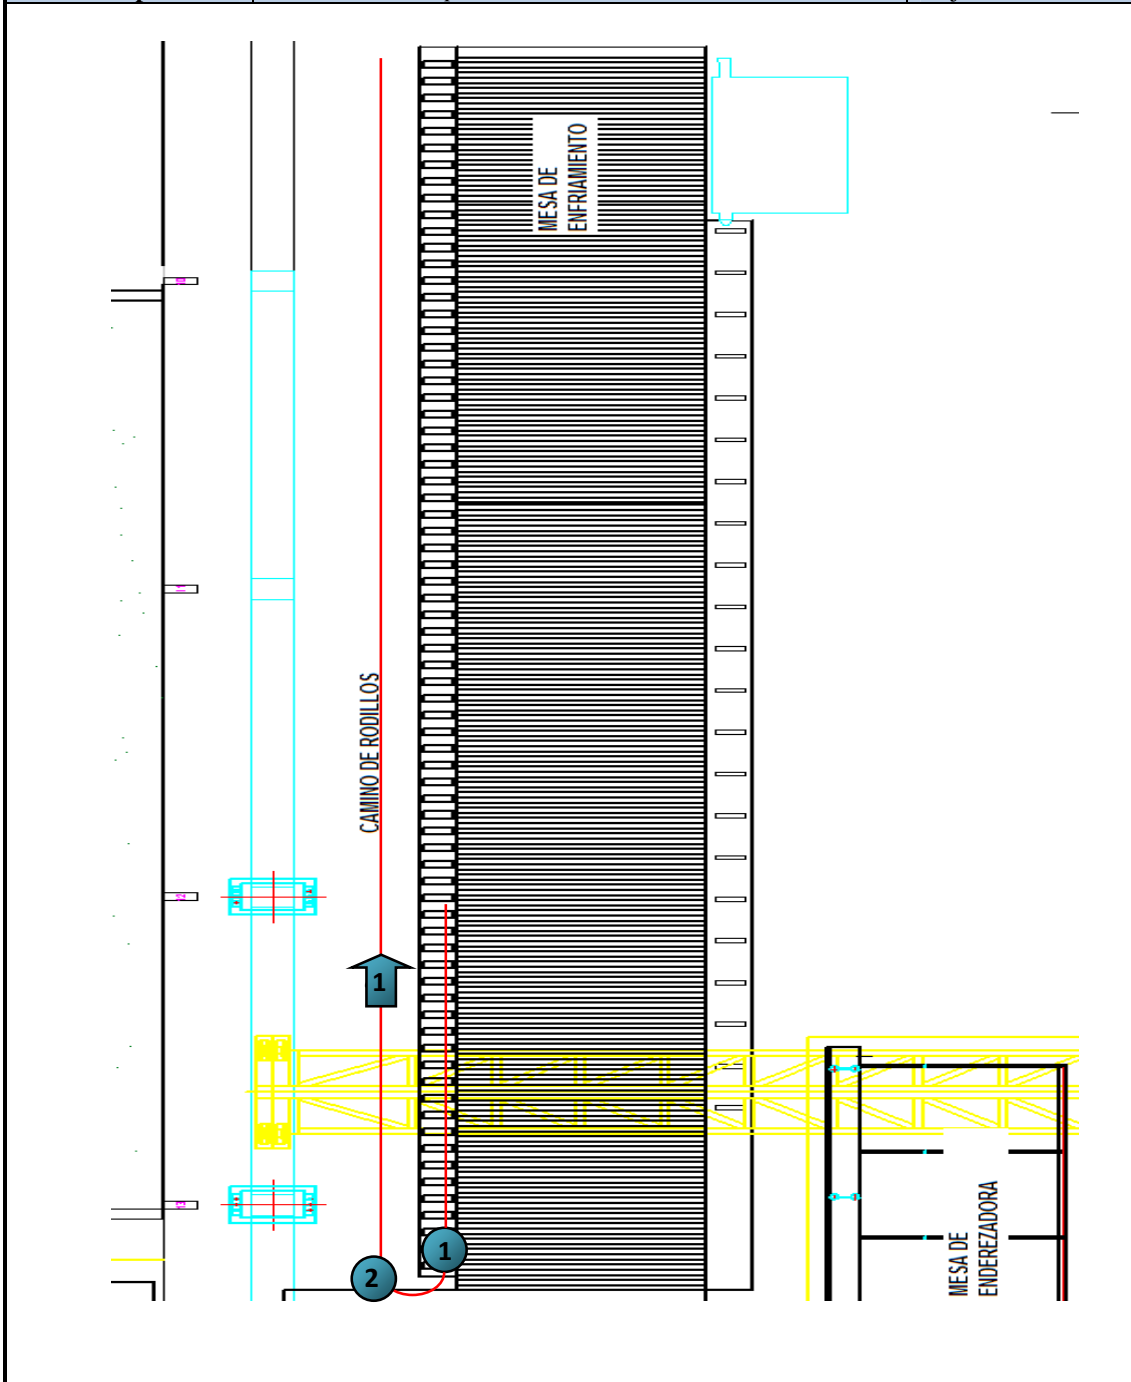 MESA DE
ENFRIAMIENTO
CAMINO DE RODILLOS
1
1
2
MESA DE
ENDEREZADORA